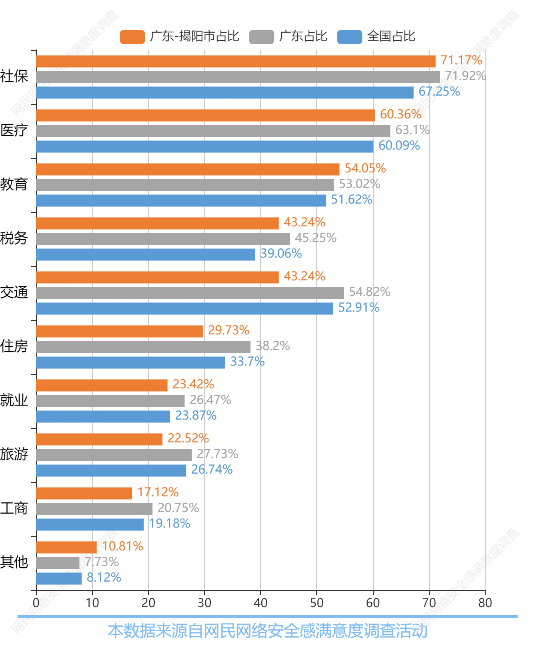 广东-揭阳市占比 广东占比 全国占比
社保 71.17% 71.92% 67.25%
医疗 60.36% 63.1% 60.09%
教育 54.05% 53.02% 51.62%
税务 43.24% 45.25% 39.06%
交通 43.24% 54.82% 52.91%
住房 29.73% 38.2% 33.7%
就业 23.42% 26.47% 23.87%
旅游 22.52% 27.73% 26.74%
工商 17.12% 20.75% 19.18%
其他 10.81% 7.73% 8.12%
0 10 20 30 40 50 60 70 80
本数据来源自网民网络安全感满意度调查活动